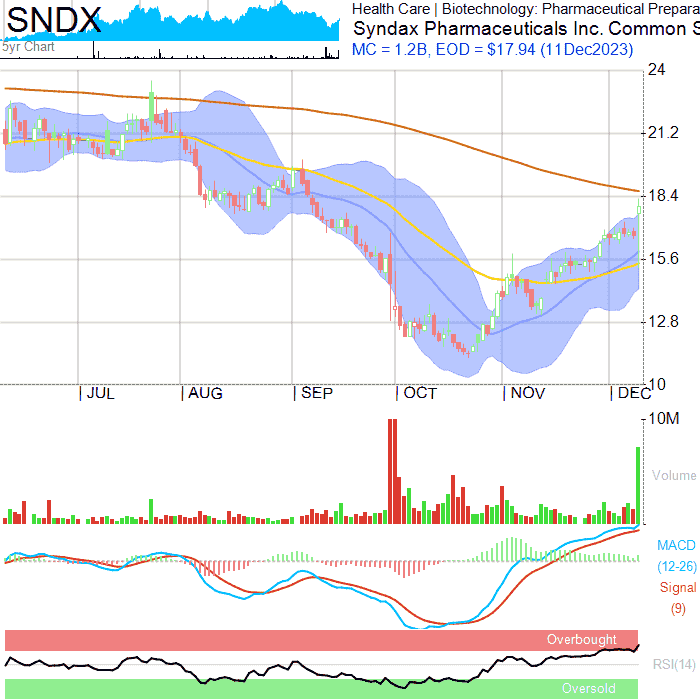 SNDX
5yr Chart
Health Care | Biotechnology: Pharmaceutical Prepara
Syndax Pharmaceuticals Inc. Common S
MC = 1.2B, EOD = $17.94 (11Dec2023)
24
21.2
18.4
15.6
12.8
10
JUL
AUG
SEP
OCT
NOV
DEC
10M
Volume
MACD
(12-26)
Signal
(9)
Overbought
RSI(14)
Oversold